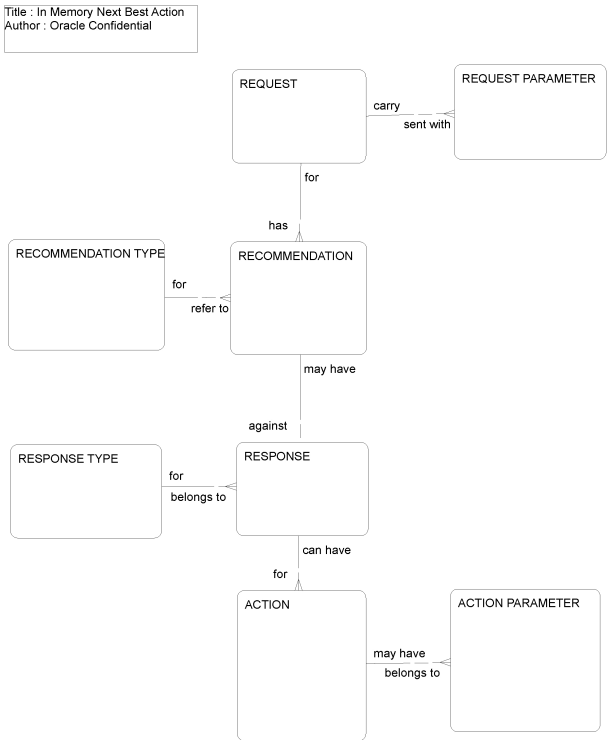 Title : In Memory Next Best Action
Author : Oracle Confidential
REQUEST
REQUEST PARAMETER
carry
sent with
for
has
RECOMMENDATION TYPE
RECOMMENDATION
for
refer to
may have
against
RESPONSE TYPE
RESPONSE
for
belongs to
can have
for
ACTION
ACTION PARAMETER
may have
belongs to